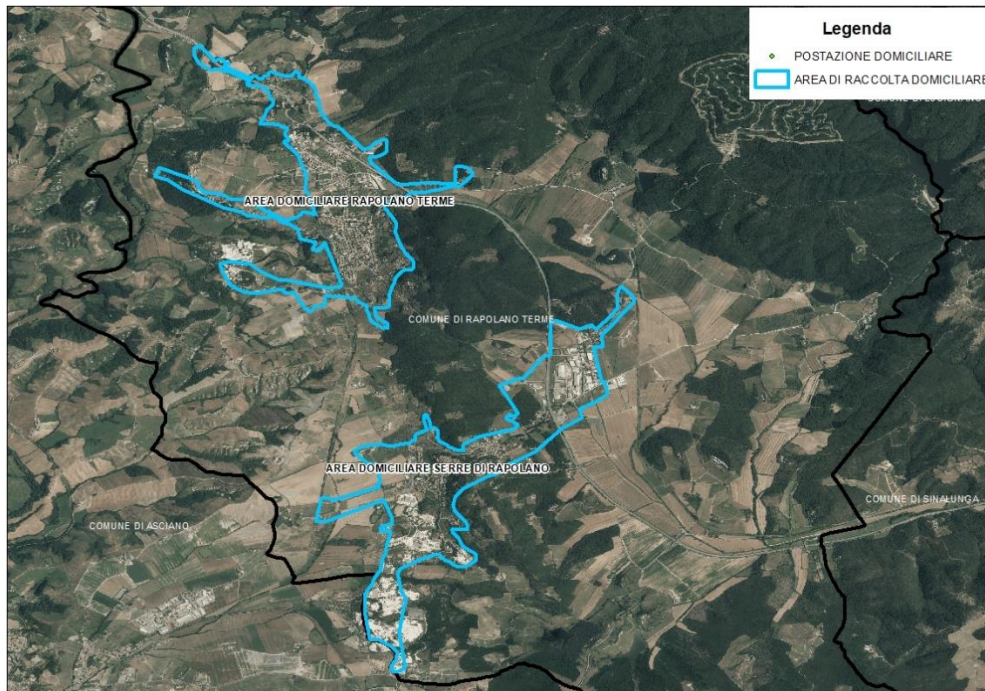 Legenda
POSTAZIONE DOMICILIARE
AREA DI RACCOLTA DOMICILIARE
AREA DOMICILIARE RAPOLANO TERME
COMUNE DI RAPOLANO TERME
AREA DOMICILIARE SERRE DI RAPOLANO
COMUNE DI SINALUNGA
COMUNE DI ASCIANO